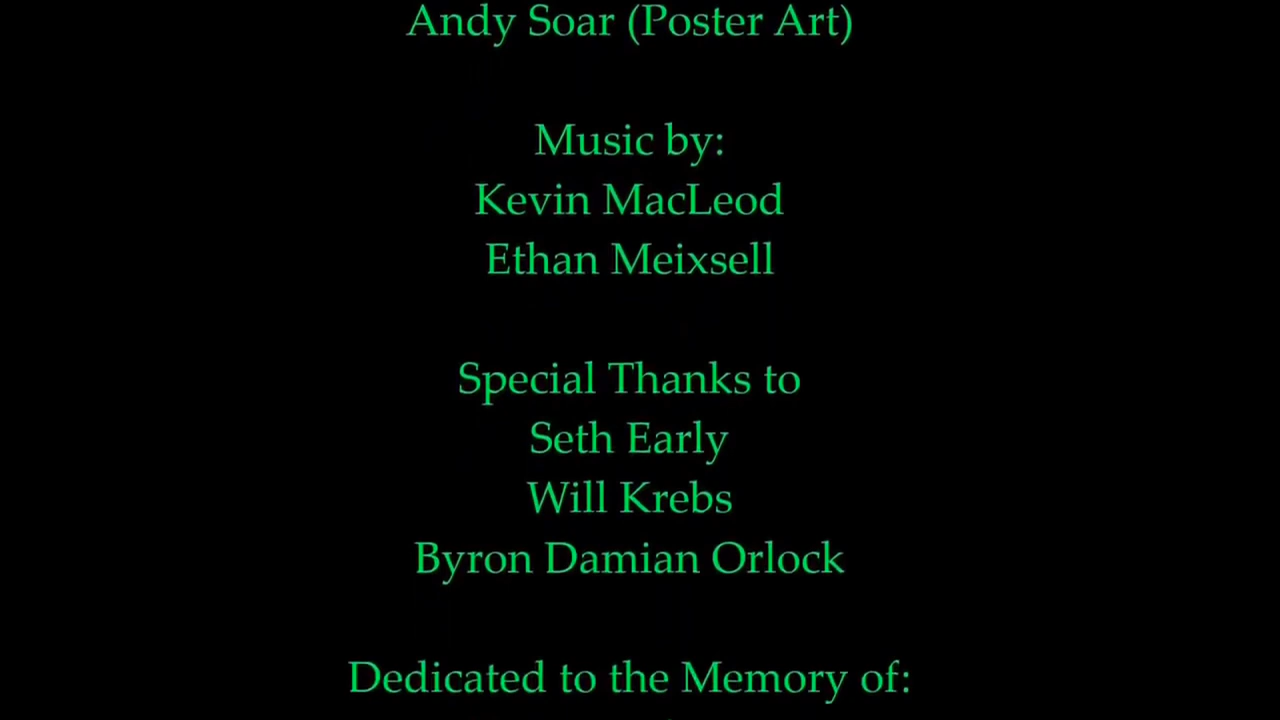 Andy Soar (Poster Art)
Music by:
Kevin MacLeod
Ethan Meixsell
Special Thanks to
Seth Early
Will Krebs
Byron Damian Orlock
Dedicated to the Memory of: